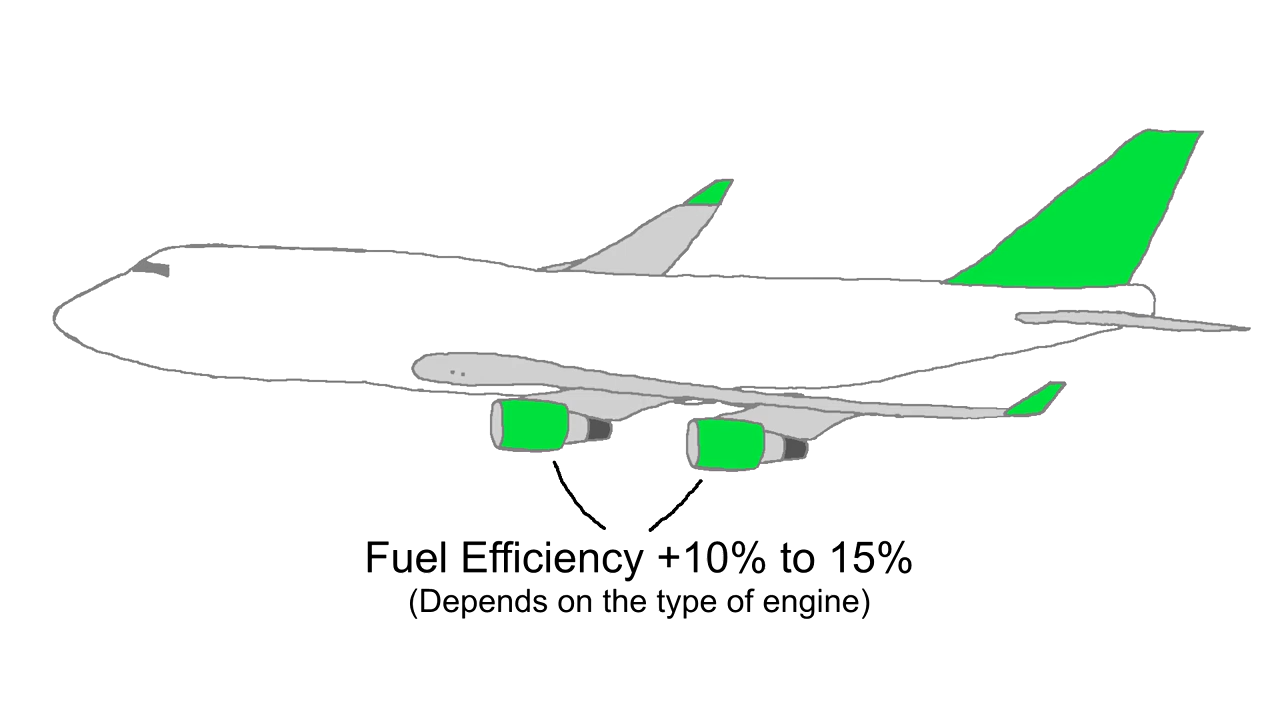 Fuel Efficiency +10% to 15%
(Depends on the type of engine)